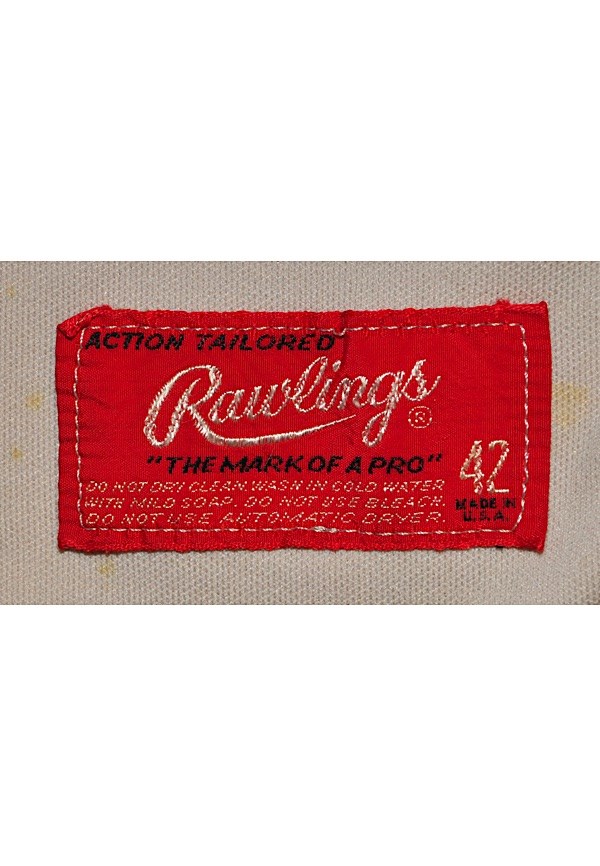 ACTION TAILORED
Rawlings®
"THE MARK OF A PRO"
42
DO NOT DRY CLEAN. WASH IN COLD WATER
WITH MILD SOAP. DO NOT USE BLEACH.
DO NOT USE AUTOMATIC DRYER.
MADE IN
U.S.A.